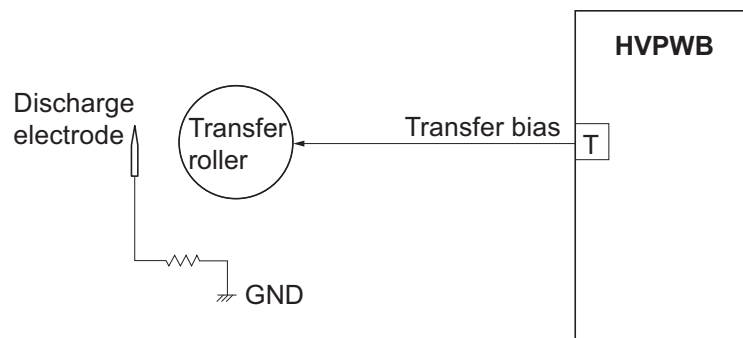 HVPWB
Discharge
electrode
Transfer
roller
Transfer bias
T
GND